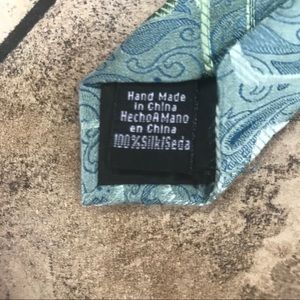 Hand Made
in China
HechoAMano
en China
100%Silk/Seda